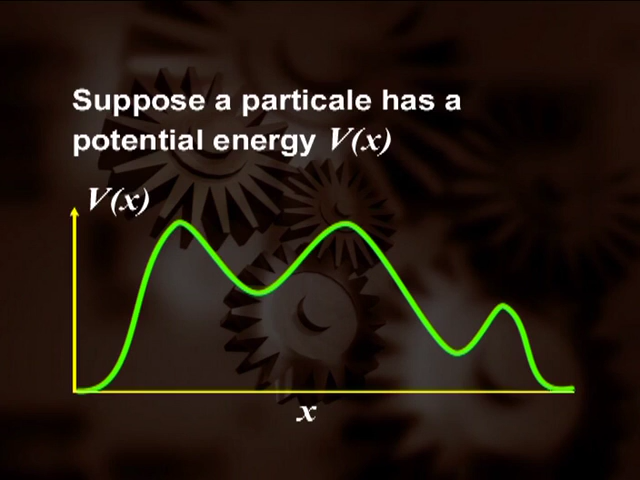 Suppose a particale has a
potential energy V(x)
V(x)
x